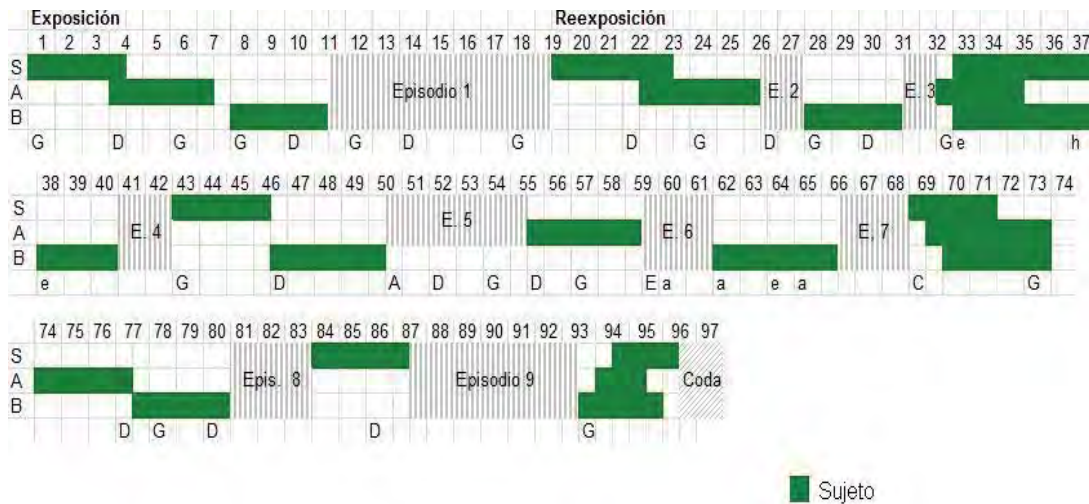 Exposición Reexposición
1 2 3 4 5 6 7 8 9 10 11 12 13 14 15 16 17 18 19 20 21 22 23 24 25 26 27 28 29 30 31 32 33 34 35 36 37
S
A Episodio 1 E. 2 E. 3
B
G D G G D G D G D G D G D G e h
38 39 40 41 42 43 44 45 46 47 48 49 50 51 52 53 54 55 56 57 58 59 60 61 62 63 64 65 66 67 68 69 70 71 72 73 74
S E. 5
A E. 4 E. 6 E, 7
B
e G D A D G D G E a a e a C G
74 75 76 77 78 79 80 81 82 83 84 85 86 87 88 89 90 91 92 93 94 95 96 97
S
A Epis. 8 Episodio 9 Coda
B
D G D D G
Sujeto